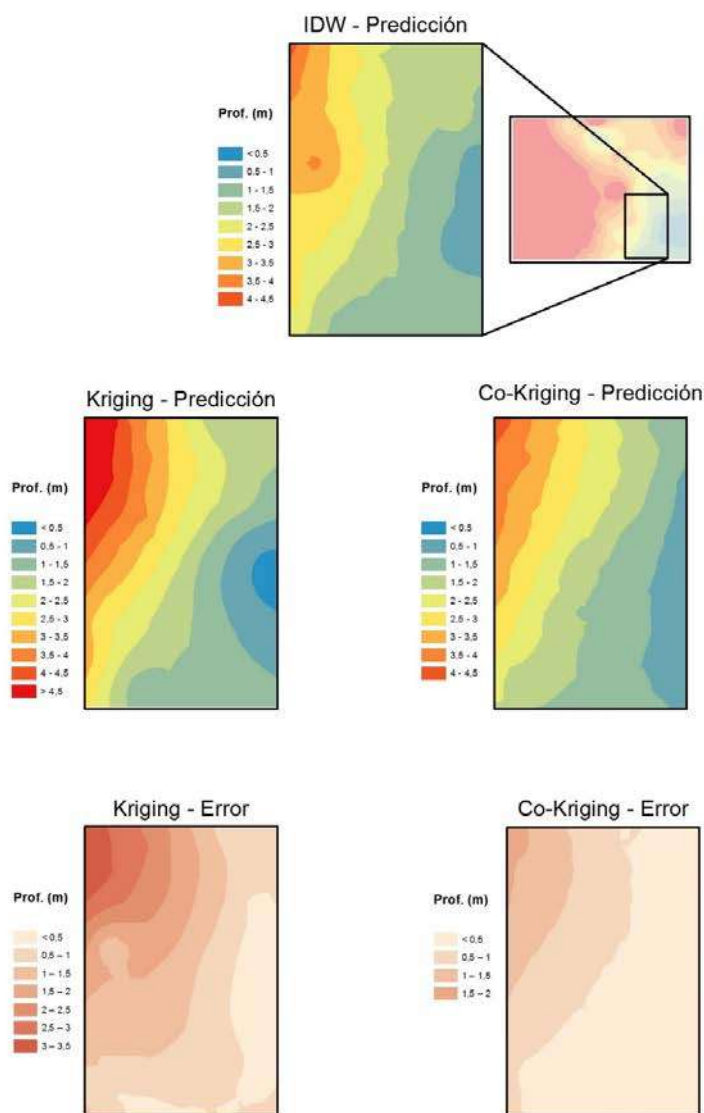 IDW - Predicción
Prof. (m)
< 0.5
0.5 - 1
1 - 1,5
1,5 - 2
2 - 2,5
2.5 - 3
3 - 3,5
3,5 - 4
4 - 4,5
Kriging - Predicción
Prof. (m)
< 0.5
0.5 - 1
1 - 1,5
1,5 - 2
2 - 2.5
2.5 - 3
3 - 3,5
3,5 - 4
4 - 4,5
> 4,5
Co-Kriging - Predicción
Prof. (m)
< 0.5
0.5 - 1
1 - 1,5
1,5 - 2
2 - 2.5
2.5 - 3
3 - 3,5
3,5 - 4
4 - 4,5
Kriging - Error
Prof. (m)
< 0,5
0,5 – 1
1 – 1,5
1,5 – 2
2 – 2,5
2,5 – 3
3 – 3,5
Co-Kriging - Error
Prof. (m)
< 0,5
0,5 – 1
1 – 1,5
1,5 – 2